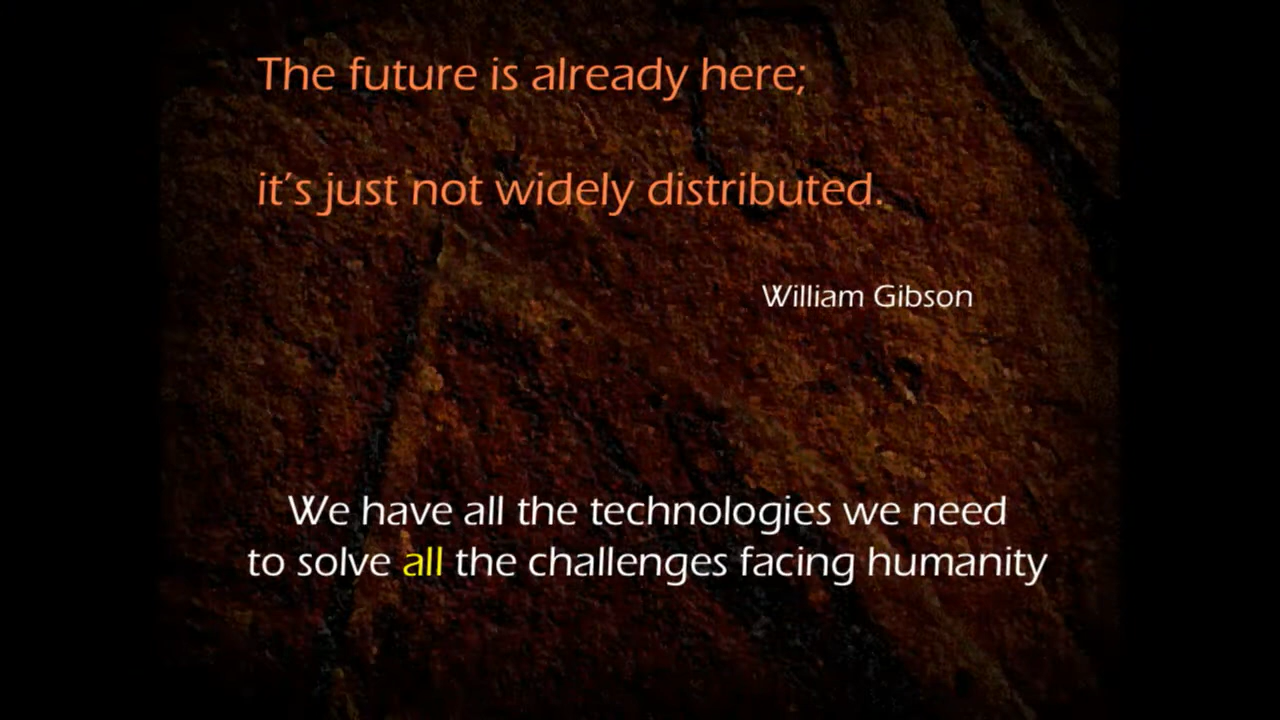 The future is already here;
it's just not widely distributed.
William Gibson
We have all the technologies we need
to solve all the challenges facing humanity